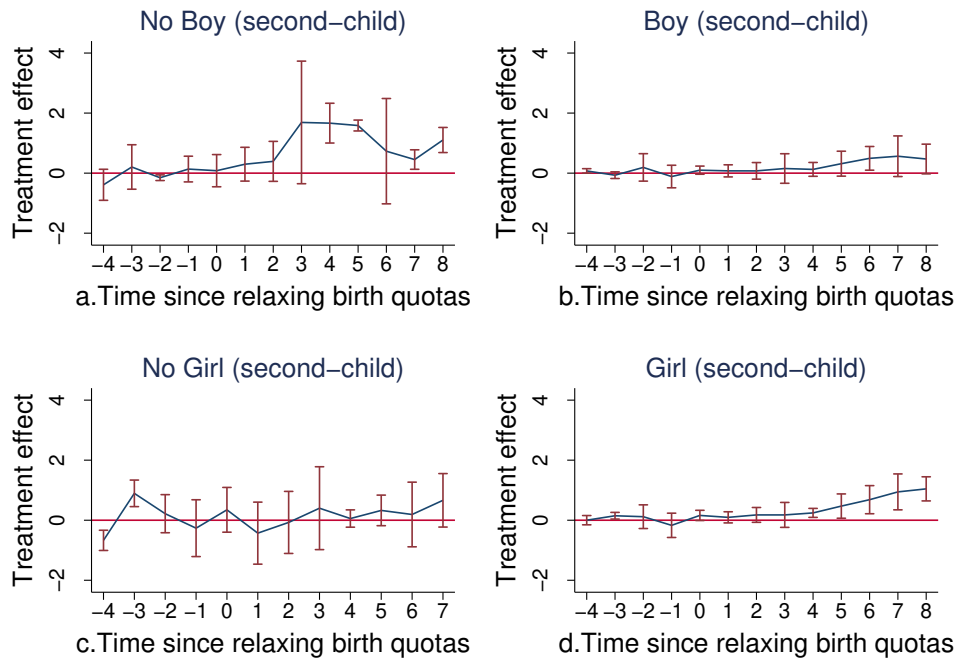 No Boy (second−child)
Treatment effect
4
2
0
−2
−4 −3 −2 −1 0 1 2 3 4 5 6 7 8
a.Time since relaxing birth quotas
Boy (second−child)
Treatment effect
4
2
0
−2
−4 −3 −2 −1 0 1 2 3 4 5 6 7 8
b.Time since relaxing birth quotas
No Girl (second−child)
Treatment effect
4
2
0
−2
−4 −3 −2 −1 0 1 2 3 4 5 6 7
c.Time since relaxing birth quotas
Girl (second−child)
Treatment effect
4
2
0
−2
−4 −3 −2 −1 0 1 2 3 4 5 6 7 8
d.Time since relaxing birth quotas